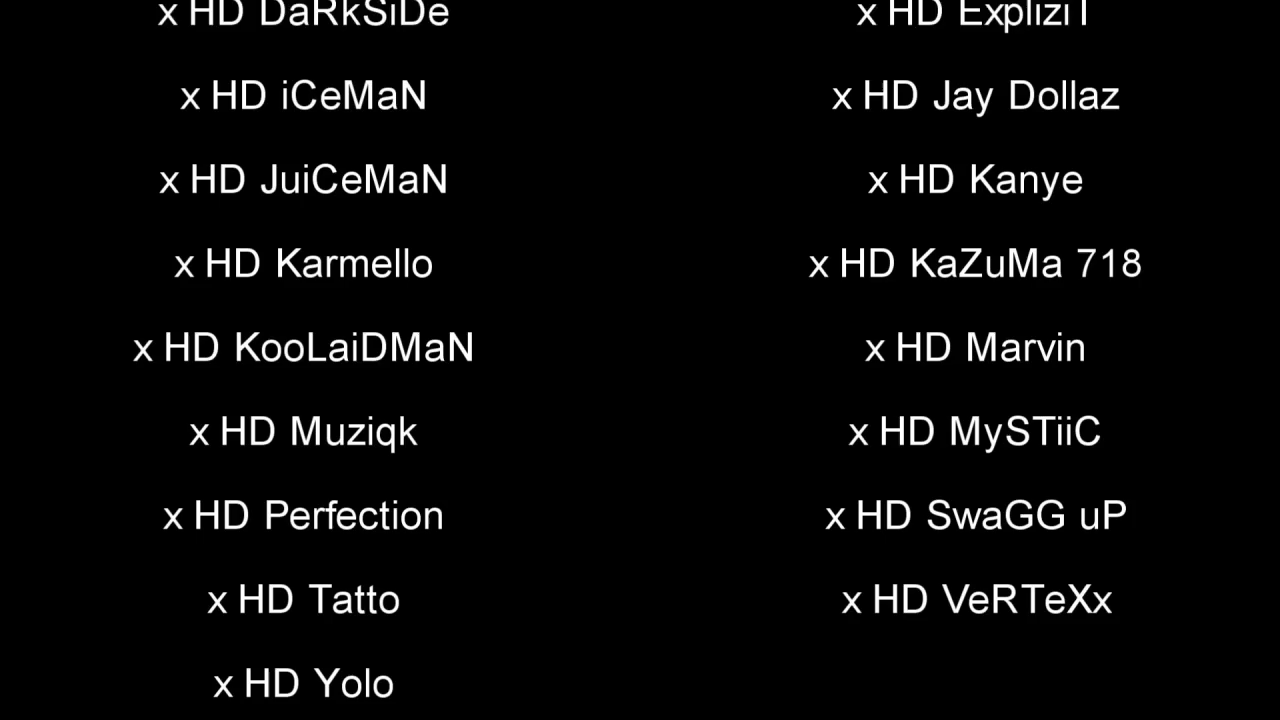 x HD DaRkSiDe
x HD ExpliziT
x HD iCeMaN
x HD Jay Dollaz
x HD JuiCeMaN
x HD Kanye
x HD Karmello
x HD KaZuMa 718
x HD KooLaiDMaN
x HD Marvin
x HD Muziqk
x HD MySTiiC
x HD Perfection
x HD SwaGG uP
x HD Tatto
x HD VeRTeXx
x HD Yolo